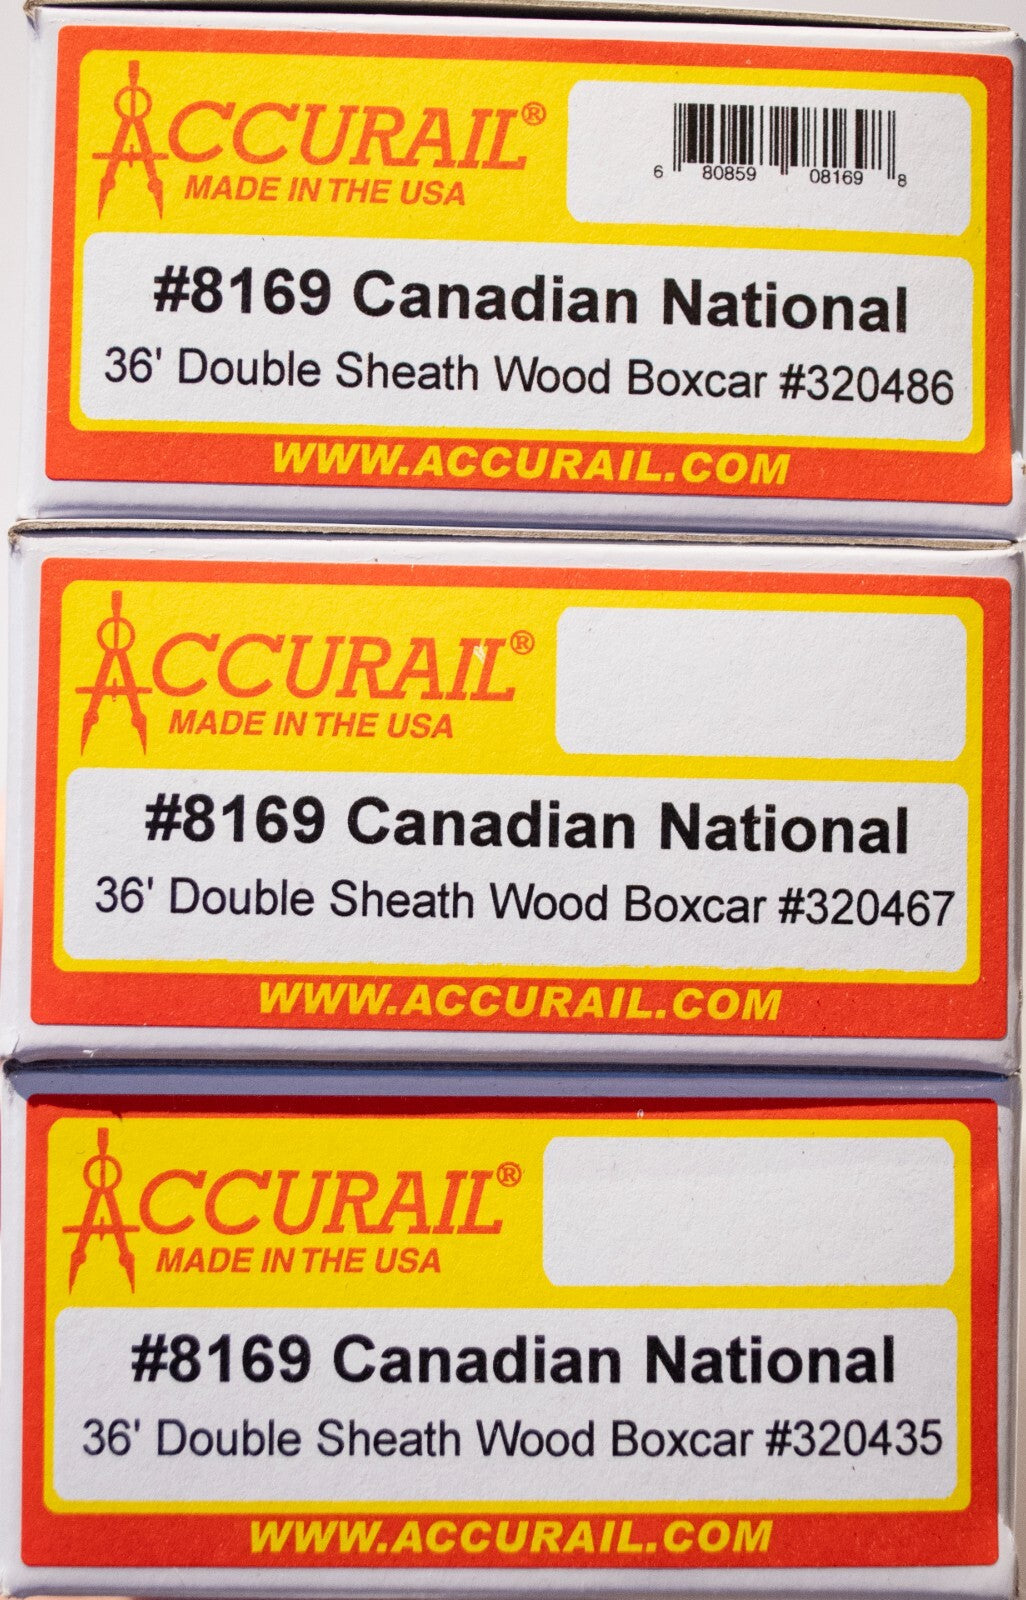 ACCURAIL®
MADE IN THE USA
6 80859 08169 8
#8169 Canadian National
36' Double Sheath Wood Boxcar #320486
WWW.ACCURAIL.COM
ACCURAIL®
MADE IN THE USA
#8169 Canadian National
36' Double Sheath Wood Boxcar #320467
WWW.ACCURAIL.COM
ACCURAIL®
MADE IN THE USA
#8169 Canadian National
36' Double Sheath Wood Boxcar #320435
WWW.ACCURAIL.COM